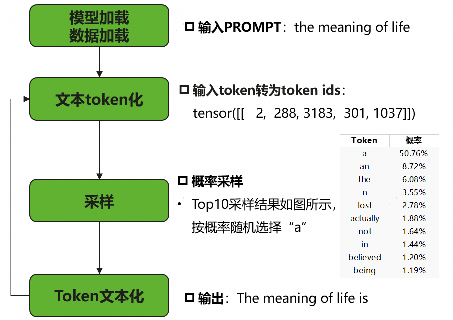 模型加载
数据加载
输入PROMPT：the meaning of life
文本token化
输入token转为token ids：
tensor([[ 2, 288, 3183, 301, 1037]])
采样
概率采样
• Top10采样结果如图所示，
按概率随机选择“a”
Token 概率
a 50.76%
an 8.72%
the 6.08%
n 3.55%
lost 2.78%
actually 1.88%
not 1.64%
in 1.44%
believed 1.20%
being 1.19%
Token文本化
输出：The meaning of life is